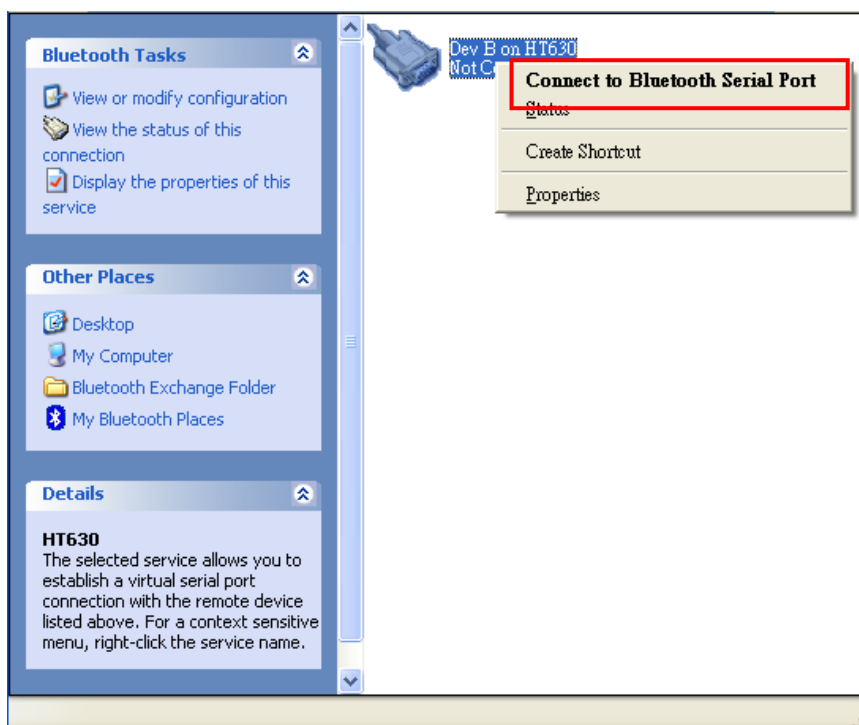 Bluetooth Tasks
View or modify configuration
View the status of this
connection
Display the properties of this
service
Other Places
Desktop
My Computer
Bluetooth Exchange Folder
My Bluetooth Places
Details
HT630
The selected service allows you to
establish a virtual serial port
connection with the remote device
listed above. For a context sensitive
menu, right-click the service name.
Dev B on HT630
Not C
Connect to Bluetooth Serial Port
Status
Create Shortcut
Properties